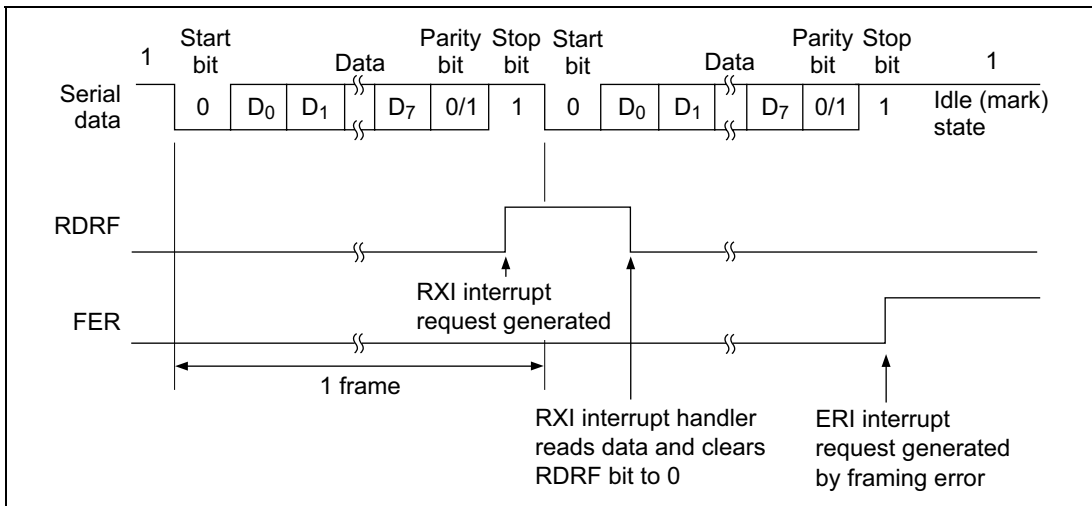 1 Start bit Data Parity bit Stop bit Start bit Data Parity bit Stop bit 1
Serial data 0 D0 D1 D7 0/1 1 0 D0 D1 D7 0/1 1 Idle (mark) state
RDRF
RXI interrupt
request generated
FER
1 frame
RXI interrupt handler
reads data and clears
RDRF bit to 0
ERI interrupt
request generated
by framing error